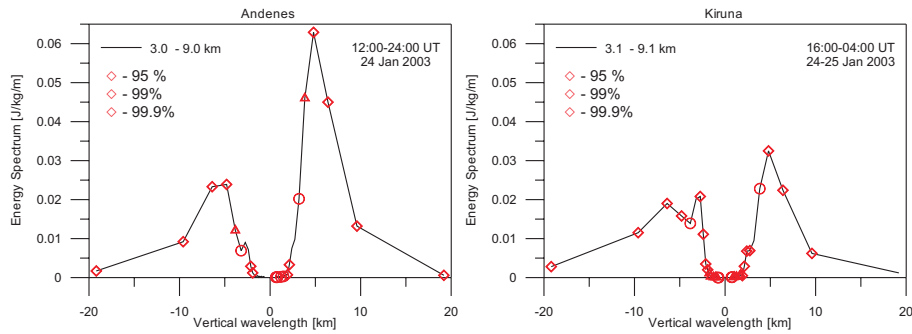 Andenes
3.0 - 9.0 km
12:00-24:00 UT
24 Jan 2003
- 95 %
- 99%
- 99.9%
Energy Spectrum [J/kg/m]
0.06
0.05
0.04
0.03
0.02
0.01
0
-20 -10 0 10 20
Vertical wavelength [km]
Kiruna
3.1 - 9.1 km
16:00-04:00 UT
24-25 Jan 2003
- 95 %
- 99%
- 99.9%
Energy Spectrum [J/kg/m]
0.06
0.05
0.04
0.03
0.02
0.01
0
-20 -10 0 10 20
Vertical wavelength [km]